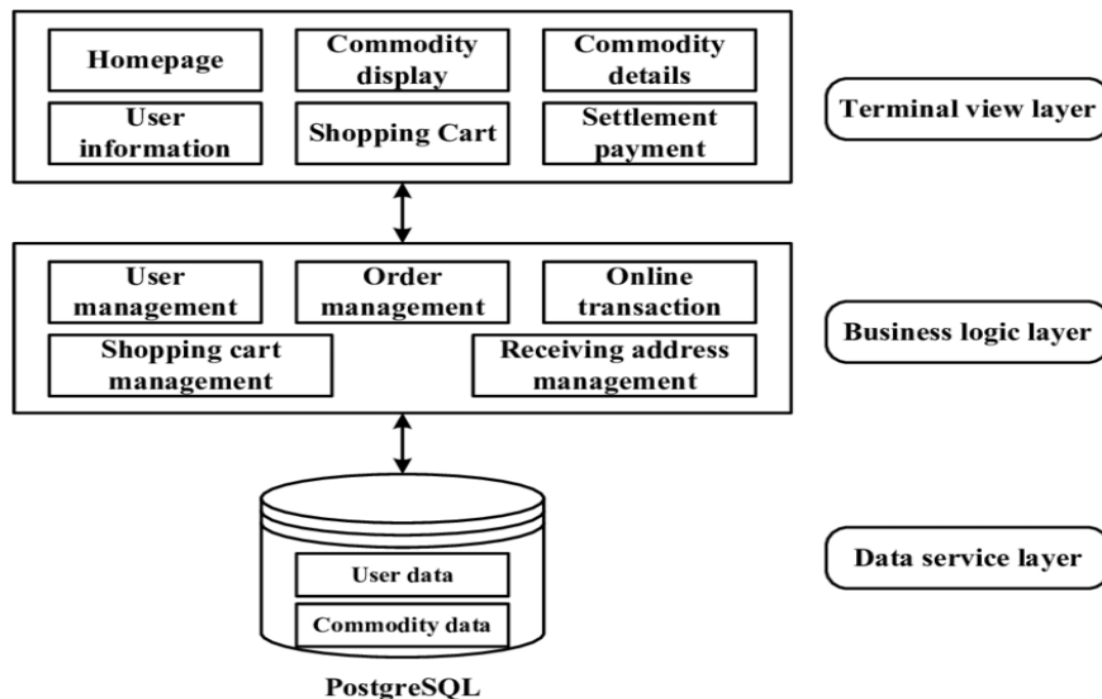 Homepage
Commodity
display
Commodity
details
User
information
Shopping Cart
Settlement
payment
Terminal view layer
User
management
Order
management
Online
transaction
Shopping cart
management
Receiving address
management
Business logic layer
User data
Commodity data
Data service layer
PostgreSQL